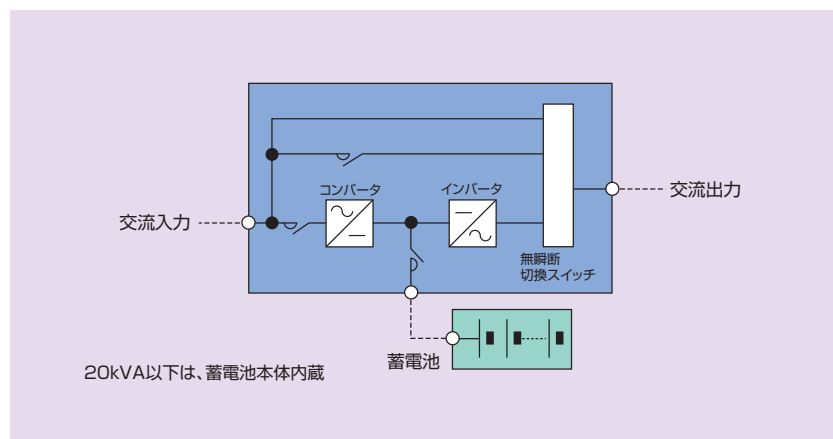 コンバータ
インバータ
交流入力
交流出力
無瞬断
切換スイッチ
蓄電池
20kVA以下は、蓄電池本体内蔵